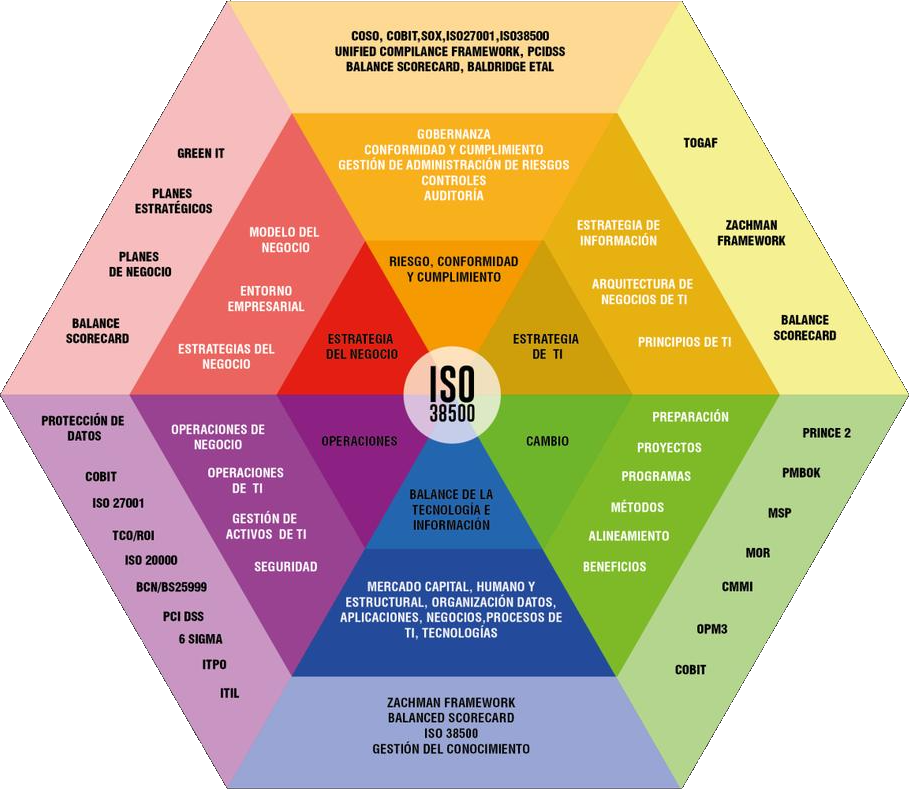 COSO, COBIT,SOX,ISO27001,ISO38500
UNIFIED COMPILANCE FRAMEWORK, PCIDSS
BALANCE SCORECARD, BALDRIDGE ETAL
GOBERNANZA
CONFORMIDAD Y CUMPLIMIENTO
GESTIÓN DE ADMINISTRACIÓN DE RIESGOS
CONTROLES
AUDITORÍA
RIESGO, CONFORMIDAD
Y CUMPLIMIENTO
GREEN IT
PLANES
ESTRATÉGICOS
PLANES
DE NEGOCIO
BALANCE
SCORECARD
MODELO DEL
NEGOCIO
ENTORNO
EMPRESARIAL
ESTRATEGIAS DEL
NEGOCIO
ESTRATEGIA
DEL NEGOCIO
ESTRATEGIA
DE TI
ESTRATEGIA DE
INFORMACIÓN
ARQUITECTURA DE
NEGOCIOS DE TI
PRINCIPIOS DE TI
TOGAF
ZACHMAN
FRAMEWORK
BALANCE
SCORECARD
ISO
38500
PROTECCIÓN DE
DATOS
COBIT
ISO 27001
TCO/ROI
ISO 20000
BCN/BS25999
PCI DSS
6 SIGMA
ITPO
ITIL
OPERACIONES DE
NEGOCIO
OPERACIONES
DE TI
GESTIÓN DE
ACTIVOS DE TI
SEGURIDAD
OPERACIONES
CAMBIO
PREPARACIÓN
PROYECTOS
PROGRAMAS
MÉTODOS
ALINEAMIENTO
BENEFICIOS
PRINCE 2
PMBOK
MSP
MOR
CMMI
OPM3
COBIT
BALANCE DE LA
TECNOLOGÍA E
INFORMACIÓN
MERCADO CAPITAL, HUMANO Y
ESTRUCTURAL, ORGANIZACIÓN DATOS,
APLICACIONES, NEGOCIOS,PROCESOS DE
TI, TECNOLOGÍAS
ZACHMAN FRAMEWORK
BALANCED SCORECARD
ISO 38500
GESTIÓN DEL CONOCIMIENTO